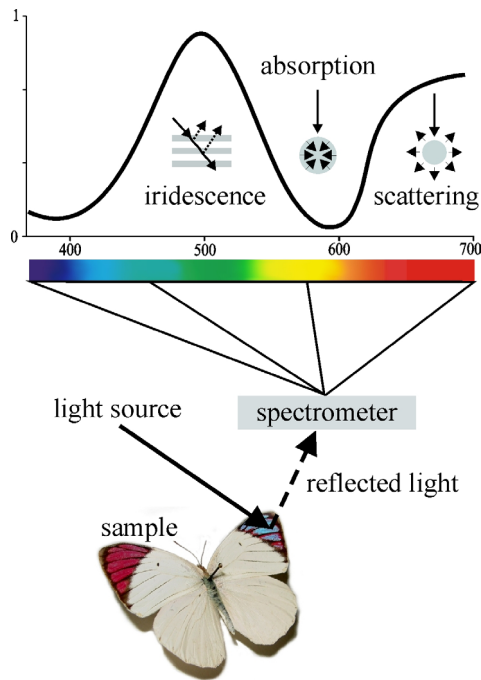 1
absorption
iridescence
scattering
0
400
500
600
700
light source
spectrometer
reflected light
sample